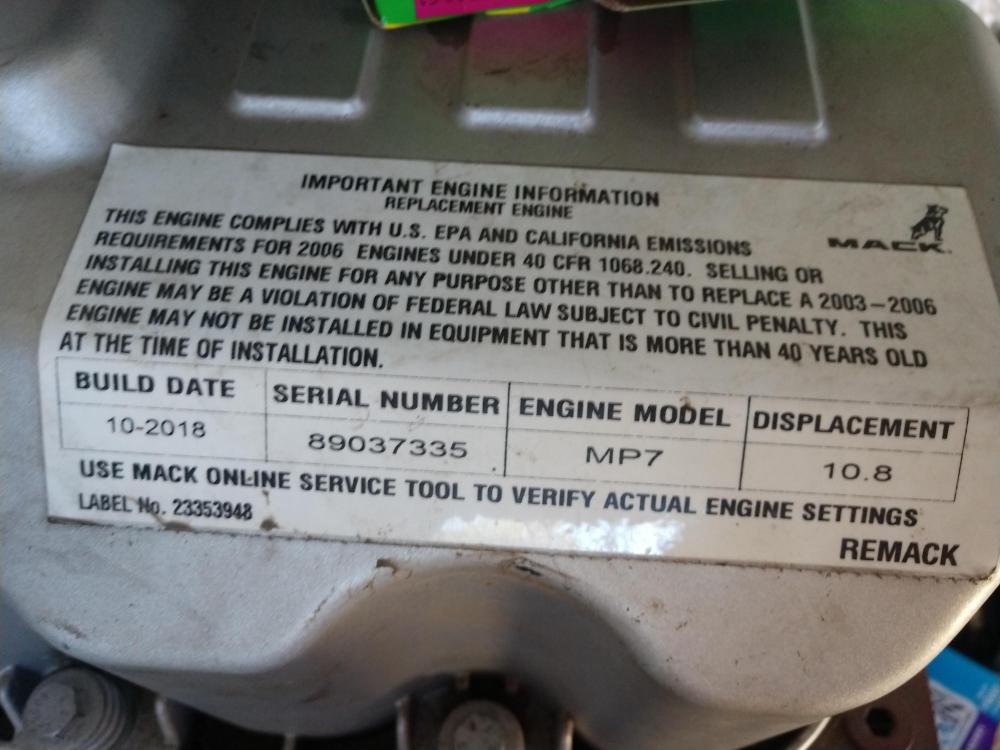 IMPORTANT ENGINE INFORMATION
REPLACEMENT ENGINE
THIS ENGINE COMPLIES WITH U.S. EPA AND CALIFORNIA EMISSIONS
REQUIREMENTS FOR 2006 ENGINES UNDER 40 CFR 1068.240. SELLING OR
INSTALLING THIS ENGINE FOR ANY PURPOSE OTHER THAN TO REPLACE A 2003-2006
ENGINE MAY BE A VIOLATION OF FEDERAL LAW SUBJECT TO CIVIL PENALTY. THIS
ENGINE MAY NOT BE INSTALLED IN EQUIPMENT THAT IS MORE THAN 40 YEARS OLD
AT THE TIME OF INSTALLATION.
MACK
BUILD DATE SERIAL NUMBER ENGINE MODEL DISPLACEMENT
10-2018 89037335 MP7 10.8
USE MACK ONLINE SERVICE TOOL TO VERIFY ACTUAL ENGINE SETTINGS
LABEL No. 23353948
REMACK